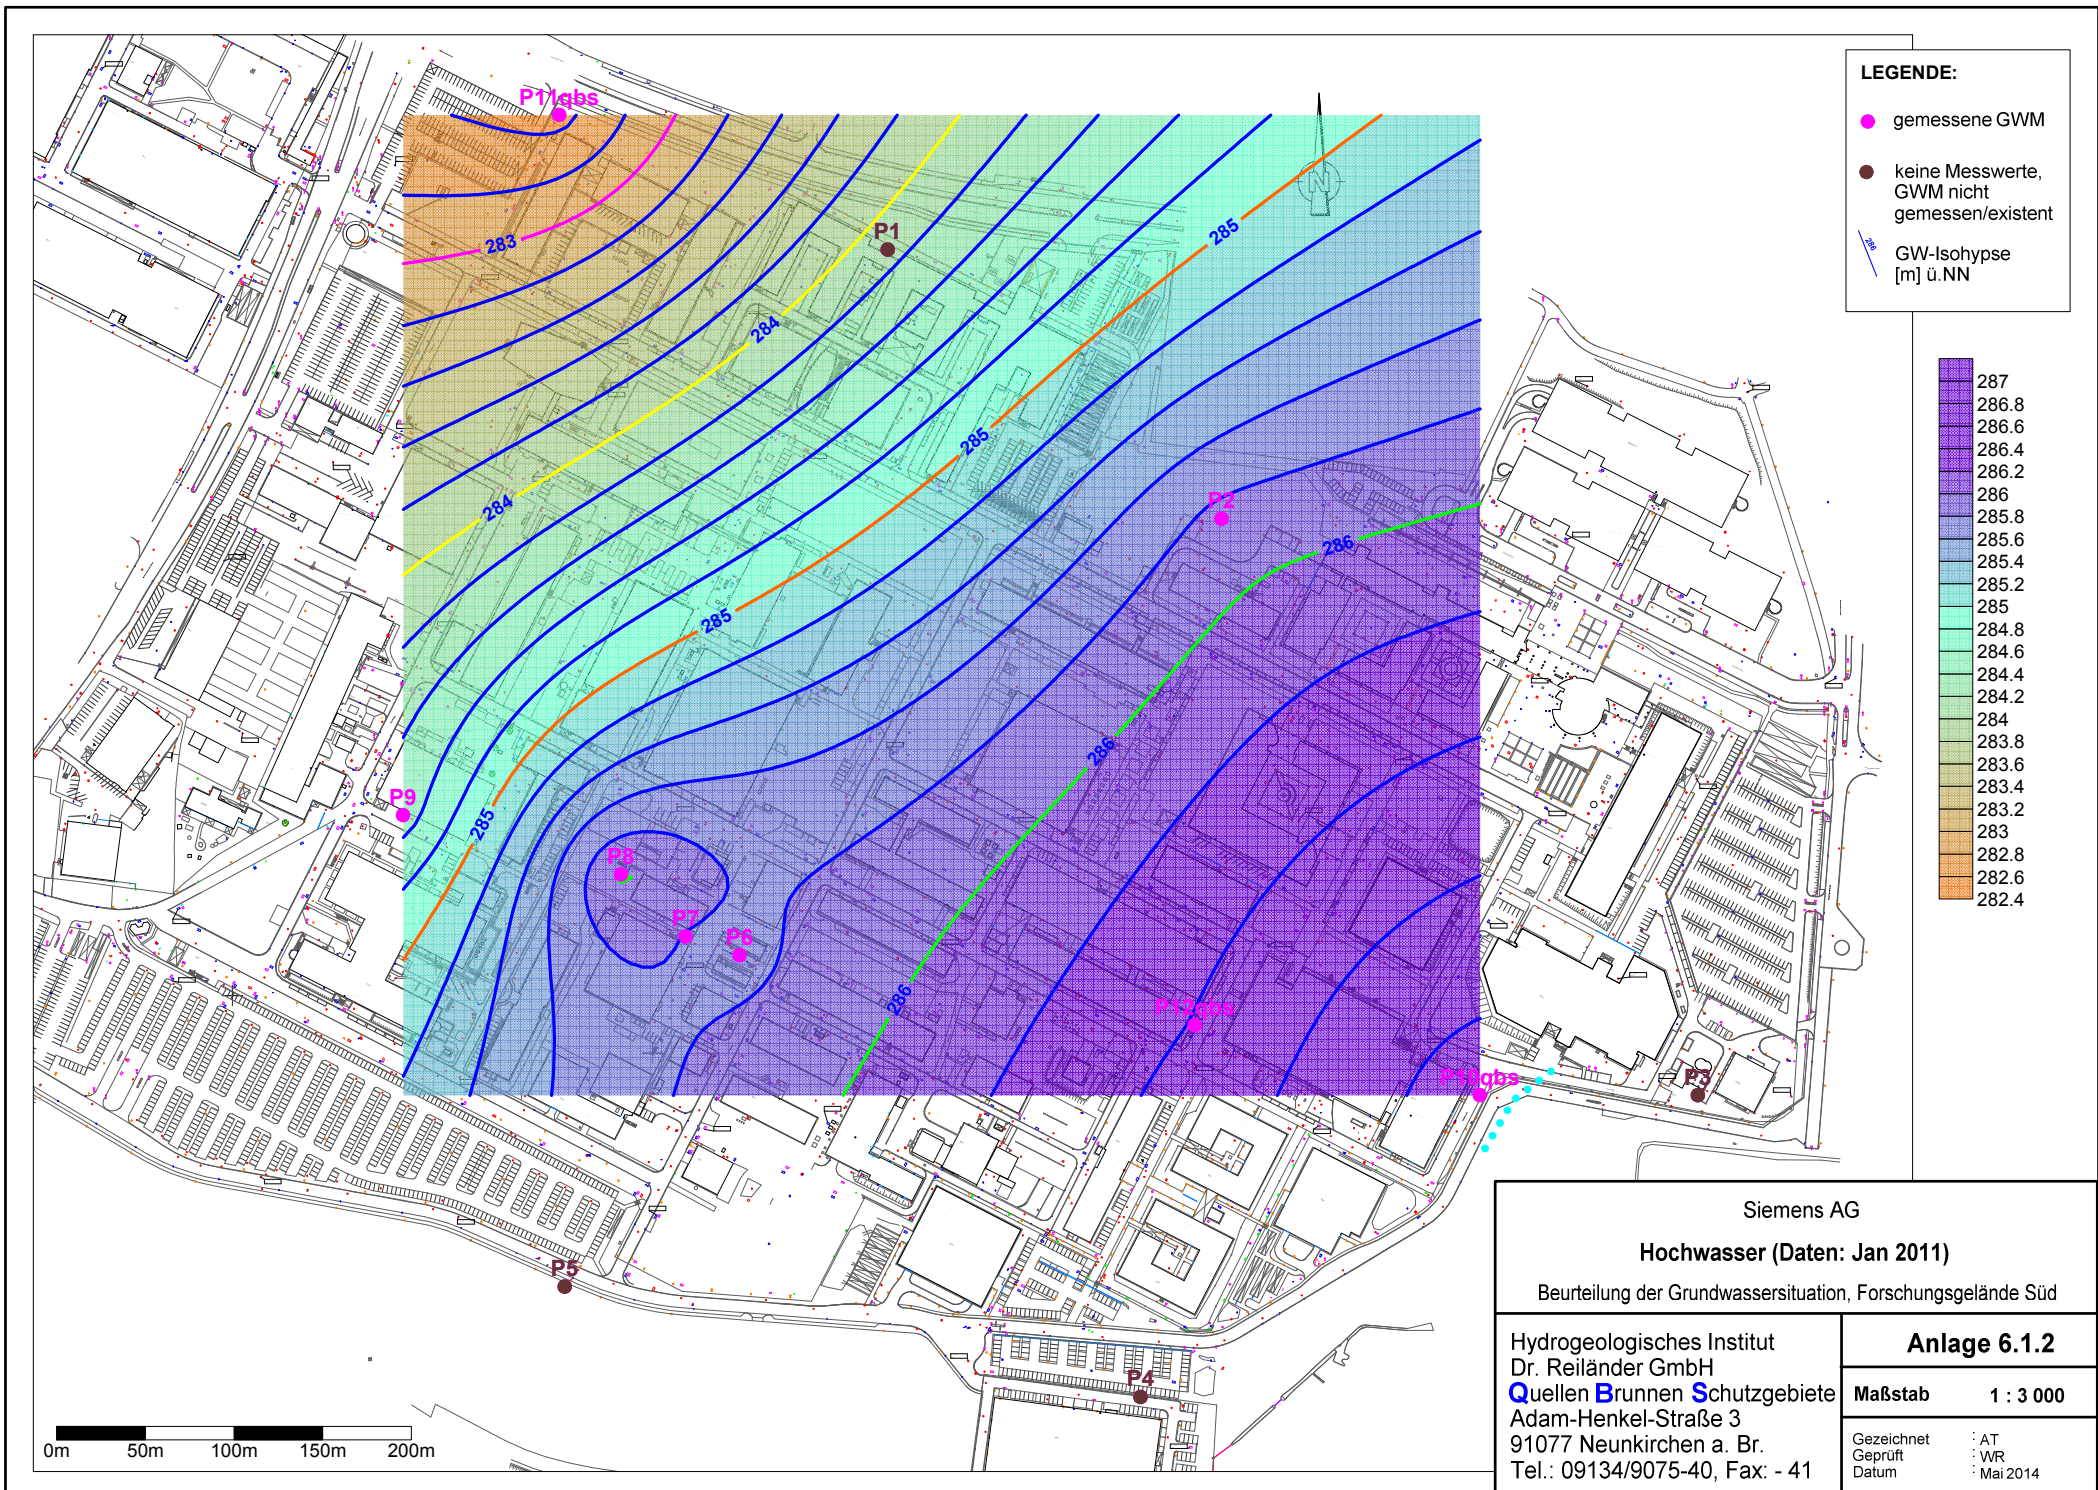 P11qbs
P1
283
284
284
285
285
285
285
286
286
286
P2
P9
P8
P7
P6
P12qbs
P10qbs
P3
P5
P4
N
LEGENDE:
gemessene GWM
keine Messwerte,
GWM nicht
gemessen/existent
286
GW-Isohypse
[m] ü.NN
287
286.8
286.6
286.4
286.2
286
285.8
285.6
285.4
285.2
285
284.8
284.6
284.4
284.2
284
283.8
283.6
283.4
283.2
283
282.8
282.6
282.4
0m 50m 100m 150m 200m
Siemens AG
Hochwasser (Daten: Jan 2011)
Beurteilung der Grundwassersituation, Forschungsgelände Süd
Hydrogeologisches Institut
Dr. Reiländer GmbH
Quellen Brunnen Schutzgebiete
Adam-Henkel-Straße 3
91077 Neunkirchen a. Br.
Tel.: 09134/9075-40, Fax: - 41
Anlage 6.1.2
Maßstab 1 : 3 000
Gezeichnet : AT
Geprüft : WR
Datum : Mai 2014